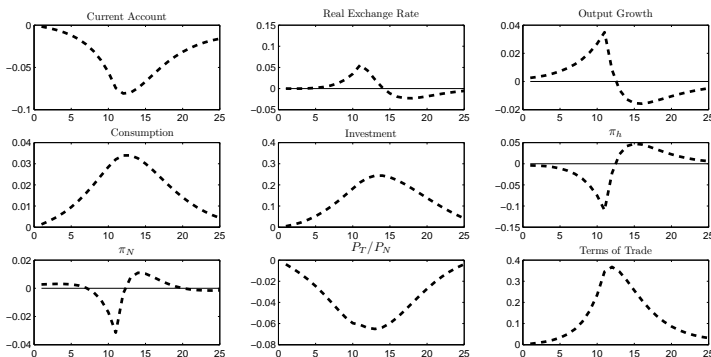 Current Account
Real Exchange Rate
Output Growth
0
−0.05
−0.1
0 5 10 15 20 25
0.15
0.1
0.05
0
−0.05
0 5 10 15 20 25
0.04
0.02
0
−0.02
0 5 10 15 20 25
Consumption
Investment
π_h
0.04
0.03
0.02
0.01
0
0 5 10 15 20 25
0.4
0.3
0.2
0.1
0
0 5 10 15 20 25
0.05
0
−0.05
−0.1
−0.15
0 5 10 15 20 25
π_N
P_T/P_N
Terms of Trade
0.02
0
−0.02
−0.04
0 5 10 15 20 25
0
−0.02
−0.04
−0.06
−0.08
0 5 10 15 20 25
0.4
0.3
0.2
0.1
0
0 5 10 15 20 25